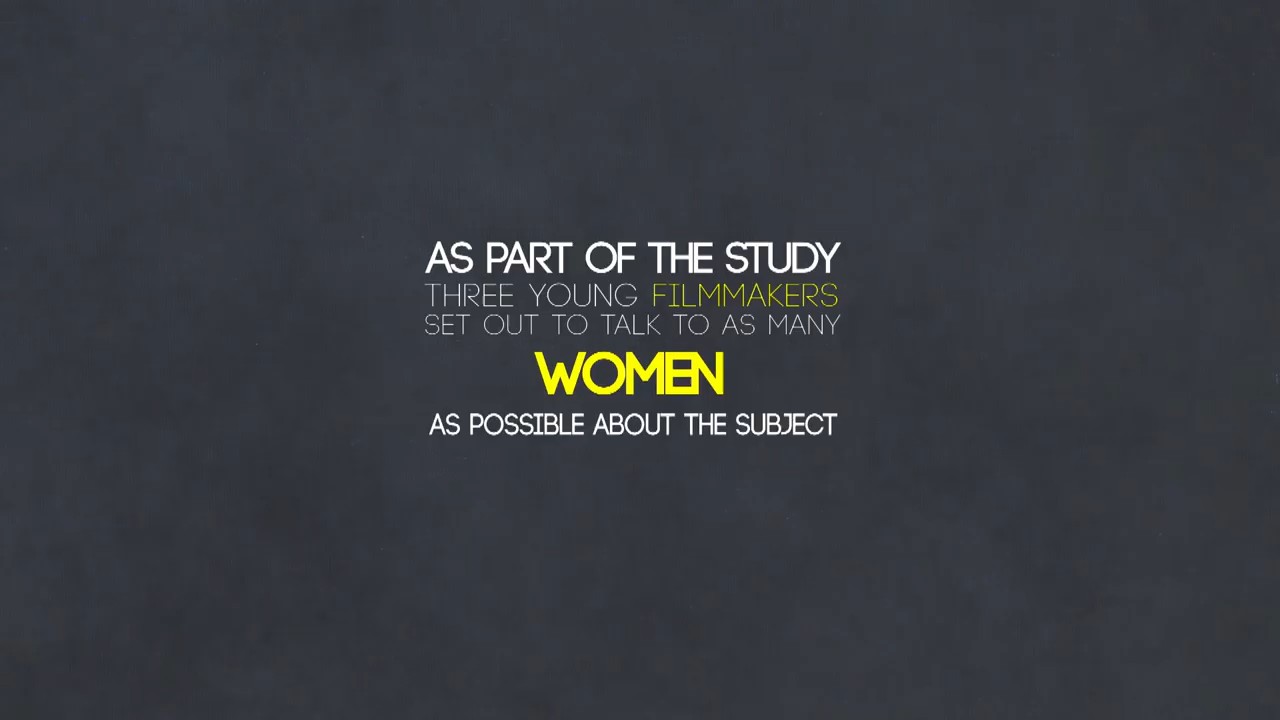 AS PART OF THE STUDY
THREE YOUNG FILMMAKERS
SET OUT TO TALK TO AS MANY
WOMEN
AS POSSIBLE ABOUT THE SUBJECT